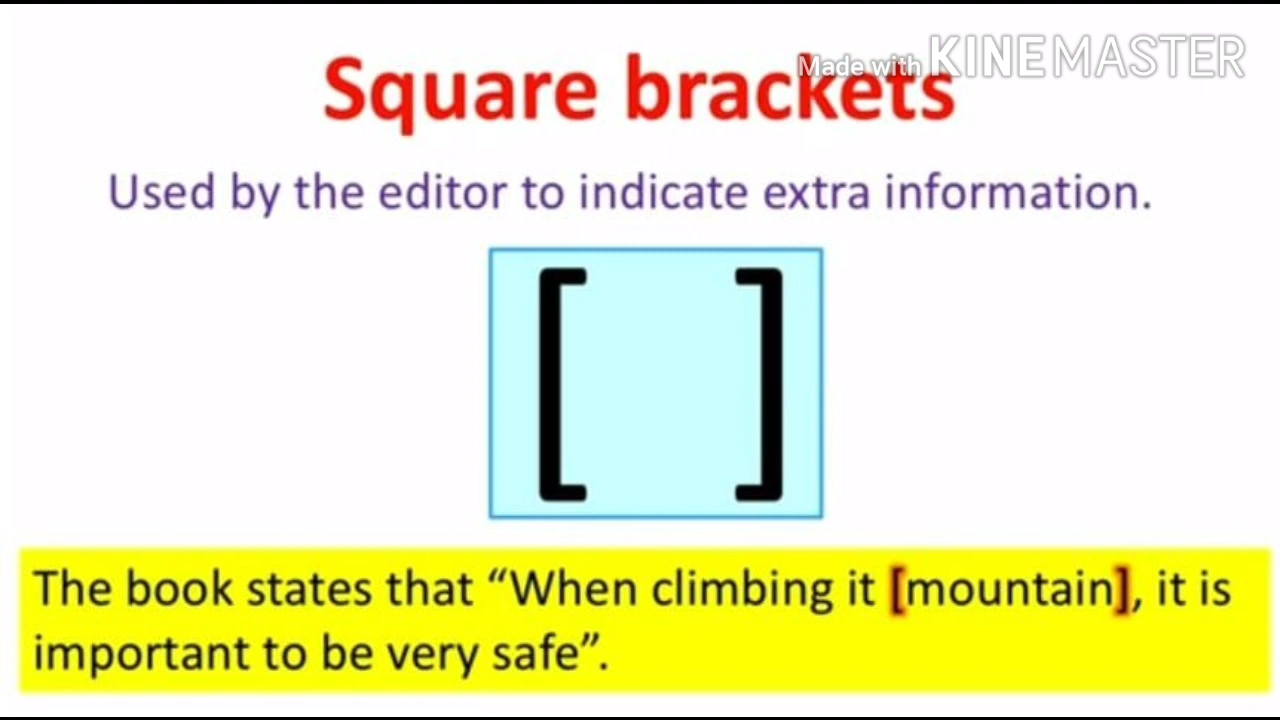 Made with KINEMASTER
Square brackets
Used by the editor to indicate extra information.
[ ]
The book states that “When climbing it [mountain], it is
important to be very safe”.